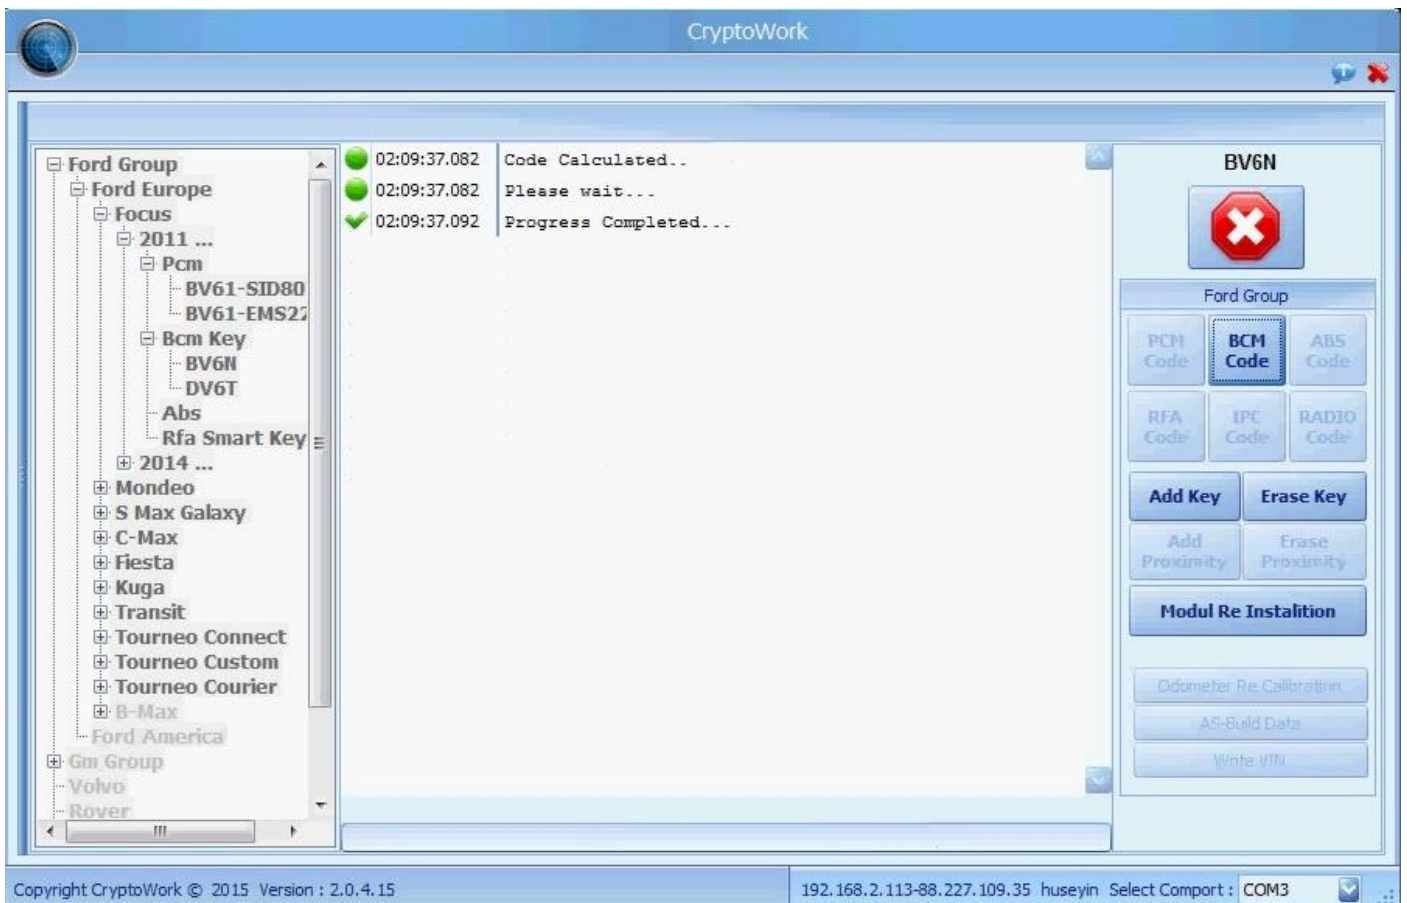 CryptoWork
Ford Group
Ford Europe
Focus
2011 ...
Pcm
BV61-SID80
BV61-EMS22
Bcm Key
BV6N
DV6T
Abs
Rfa Smart Key
2014 ...
Mondeo
S Max Galaxy
C-Max
Fiesta
Kuga
Transit
Tourneo Connect
Tourneo Custom
Tourneo Courier
B-Max
Ford America
Gm Group
Volvo
Rover
02:09:37.082 Code Calculated..
02:09:37.082 Please wait...
02:09:37.092 Progress Completed...
BV6N
Ford Group
PCM Code
BCM Code
ABS Code
RFA Code
IPC Code
RADIO Code
Add Key
Erase Key
Add Proximity
Erase Proximity
Modul Re Instalition
Odometer Re Calibration
AS-Build Data
Write VIN
Copyright CryptoWork © 2015 Version : 2.0.4.15
192.168.2.113-88.227.109.35 huseyin Select Comport : COM3